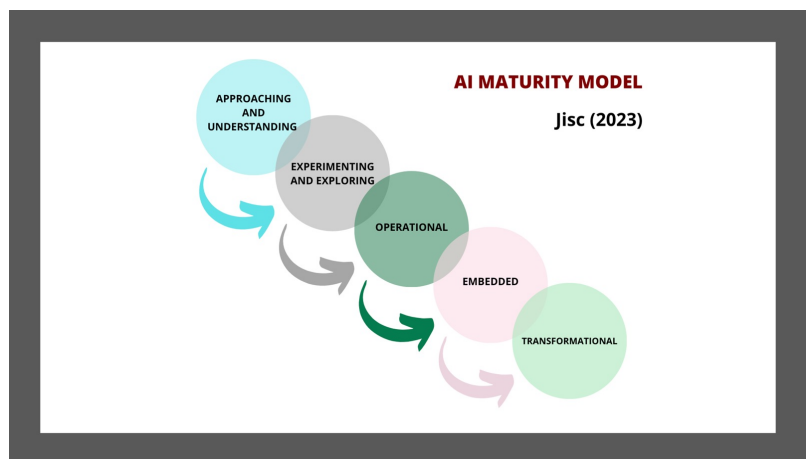 AI MATURITY MODEL
Jisc (2023)
APPROACHING
AND
UNDERSTANDING
EXPERIMENTING
AND EXPLORING
OPERATIONAL
EMBEDDED
TRANSFORMATIONAL